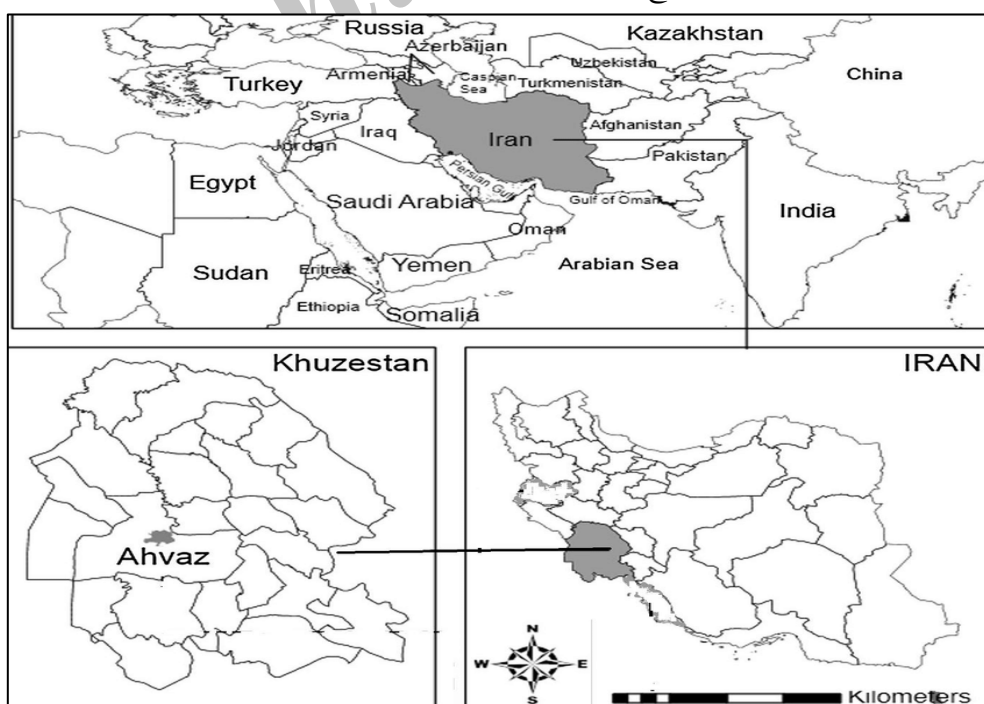 Russia
Kazakhstan
Azerbaijan
Uzbekistan
Armenia
Caspian
Sea
Turkmenistan
China
Turkey
Syria
Iraq
Iran
Afghanistan
Jordan
Pakistan
Egypt
Persian Gulf
Saudi Arabia
Gulf of Oman
India
Oman
Sudan
Eritrea
Yemen
Arabian Sea
Ethiopia
Somalia
Khuzestan
IRAN
Ahvaz
N
W E
S
Kilometers